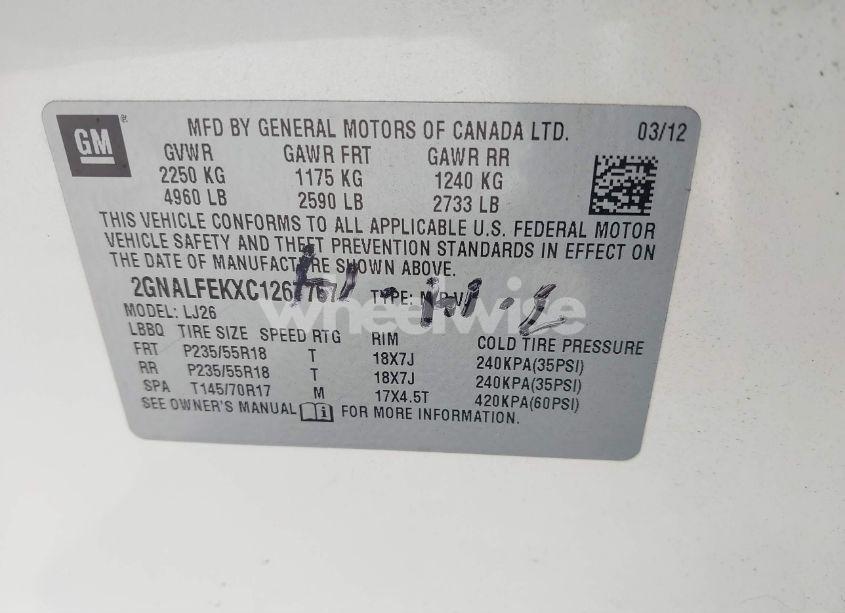 GM
MFD BY GENERAL MOTORS OF CANADA LTD. 03/12
GVWR GAWR FRT GAWR RR
2250 KG 1175 KG 1240 KG
4960 LB 2590 LB 2733 LB
THIS VEHICLE CONFORMS TO ALL APPLICABLE U.S. FEDERAL MOTOR
VEHICLE SAFETY AND THEFT PREVENTION STANDARDS IN EFFECT ON
THE DATE OF MANUFACTURE SHOWN ABOVE.
TYPE: M.P.V.
wheelwise
MODEL: LJ26
LBBQ TIRE SIZE SPEED RTG RIM COLD TIRE PRESSURE
FRT P235/55R18 T 18X7J 240KPA(35PSI)
RR P235/55R18 T 18X7J 240KPA(35PSI)
SPA T145/70R17 M 17X4.5T 420KPA(60PSI)
SEE OWNER'S MANUAL FOR MORE INFORMATION.